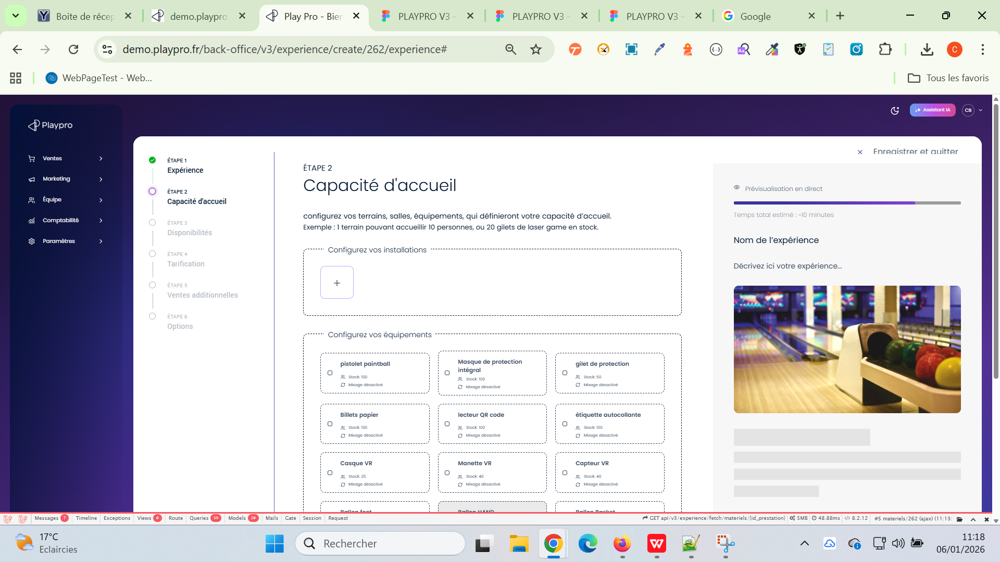 Boite de récep
demo.playpro.
Play Pro - Bien
PLAYPRO V3 -
PLAYPRO V3 -
PLAYPRO V3 -
Google
demo.playpro.fr/back-office/v3/experience/create/262/experience#
C
WebPageTest - Web...
Tous les favoris
Playpro
Assistant IA
CB
Ventes
Marketing
Équipe
Comptabilité
Paramètres
ÉTAPE 1
Expérience
ÉTAPE 2
Capacité d'accueil
ÉTAPE 3
Disponibilités
ÉTAPE 4
Tarification
ÉTAPE 5
Ventes additionnelles
ÉTAPE 6
Options
Enregistrer et quitter
ÉTAPE 2
Capacité d'accueil
configurez vos terrains, salles, équipements, qui définieront votre capacité d'accueil.
Exemple : 1 terrain pouvant accueillir 10 personnes, ou 20 gilets de laser game en stock.
Configurez vos installations
+
Configurez vos équipements
pistolet paintball
Stock: 100
Mixage désactivé
Masque de protection
intégral
Stock: 100
Mixage désactivé
gilet de protection
Stock: 50
Mixage désactivé
Billets papier
Stock: 100
Mixage désactivé
lecteur QR code
Stock: 100
Mixage désactivé
étiquette autocollante
Stock: 100
Mixage désactivé
Casque VR
Stock: 25
Mixage désactivé
Manette VR
Stock: 40
Mixage désactivé
Capteur VR
Stock: 40
Mixage désactivé
Ballon foot
Ballon HAND
Ballon Basket
Prévisualisation en direct
Temps total estimé : ~10 minutes
Nom de l'expérience
Décrivez ici votre expérience...
Messages 7 Timeline Exceptions Views 0 Route Queries 19 Models 20 Mails Gate Session Request
GET api/v3/experience/fetch/materiels/{id_prestation} 5MB 48.88ms 8.2.12 #5 materiels/262 (ajax) (11:13:
17°C
Eclaircies
Rechercher
11:18
06/01/2026